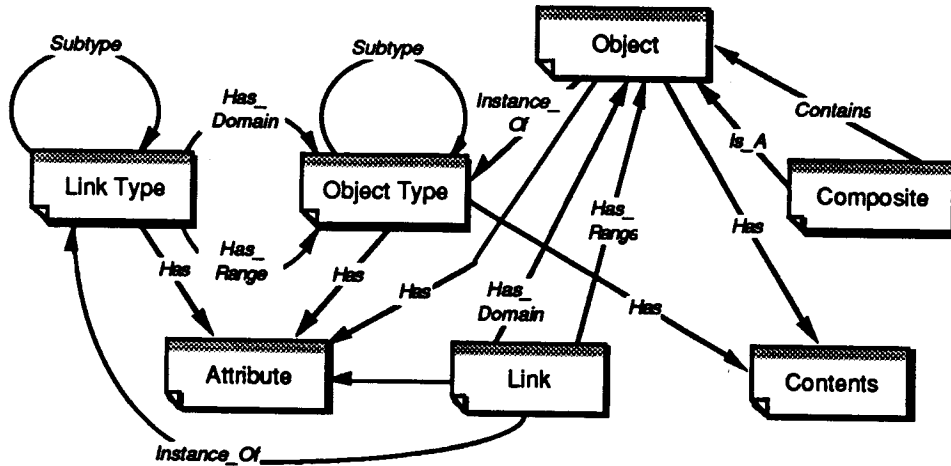 Object
Subtype
Subtype
Has_
Domain
Instance_
Of
Contains
Is_A
Link Type
Object Type
Composite
Has_
Range
Has
Has_
Range
Has
Has
Has
Has_
Domain
Has
Attribute
Link
Contents
Instance_Of